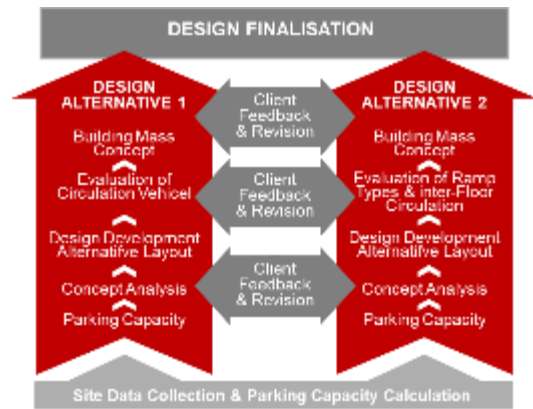 DESIGN FINALISATION
DESIGN
ALTERNATIVE 1
Building Mass
Concept
Evaluation of
Circulation Vehicel
Design Development
Alternatifve Layout
Concept Analysis
Parking Capacity
Client
Feedback
& Revision
Client
Feedback
& Revision
Client
Feedback
& Revision
DESIGN
ALTERNATIVE 2
Building Mass
Concept
Evaluation of Ramp
Types & inter-Floor
Circulation
Design Development
Alternatifve Layout
Concept Analysis
Parking Capacity
Site Data Collection & Parking Capacity Calculation